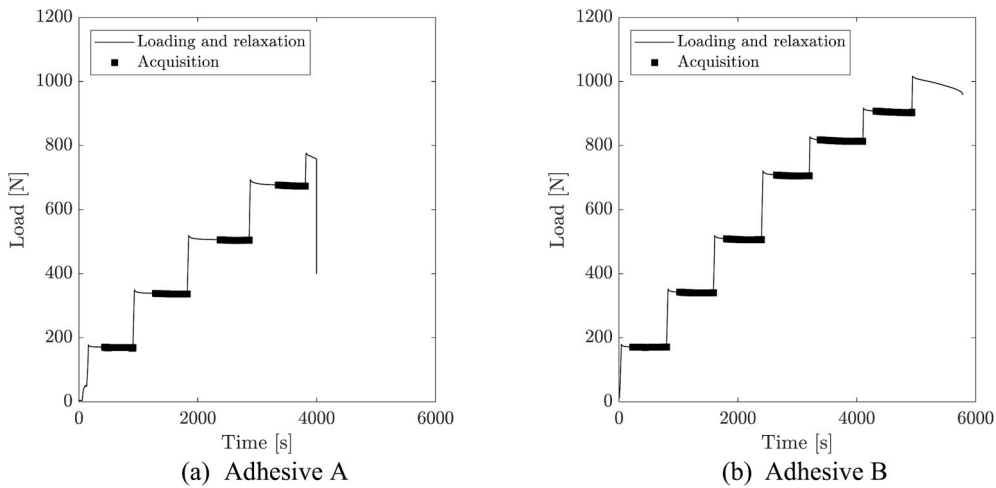 1200
1000
800
600
400
200
0
Load [N]
Loading and relaxation
Acquisition
0 2000 4000 6000
Time [s]
(a) Adhesive A
1200
1000
800
600
400
200
0
Load [N]
Loading and relaxation
Acquisition
0 2000 4000 6000
Time [s]
(b) Adhesive B